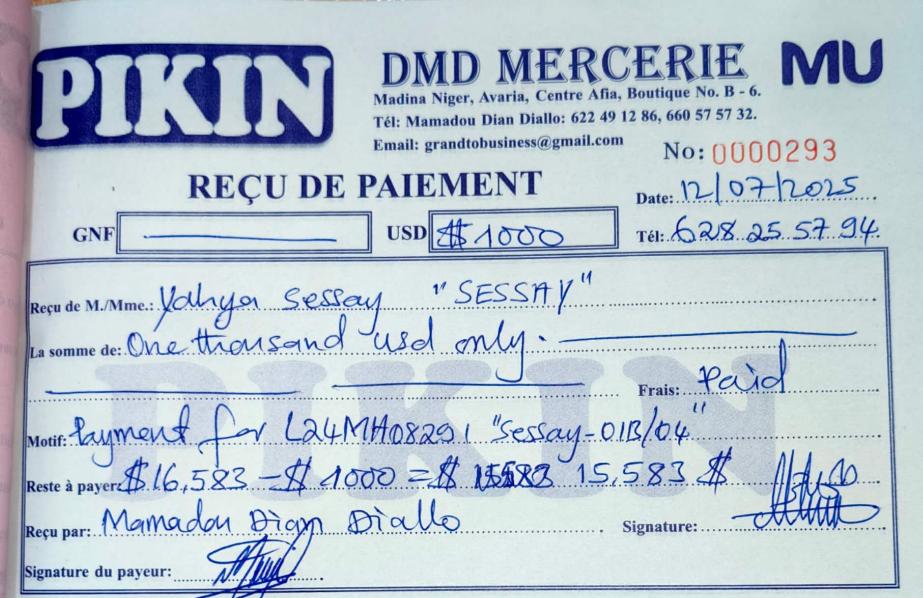 PIKIN
DMD MERCERIE
MU
Madina Niger, Avaria, Centre Afia, Boutique No. B - 6.
Tél: Mamadou Dian Diallo: 622 49 12 86, 660 57 57 32.
Email: grandtobusiness@gmail.com
No: 0000293
REÇU DE PAIEMENT
Date: 12/07/2025
GNF
USD $ 1000
Tél: 628 25 57 94
Reçu de M./Mme.: Yahya Sessay "SESSAY"
La somme de: One thousand usd only.
Frais: Paid
Motif: Payment for L24MH08291 "Sessay-01B/04"
Reste à payer: $16,583 - $ 1000 = $ 15,583 $
Reçu par: Mamadou Dian Diallo
Signature:
Signature du payeur:
PIKIN